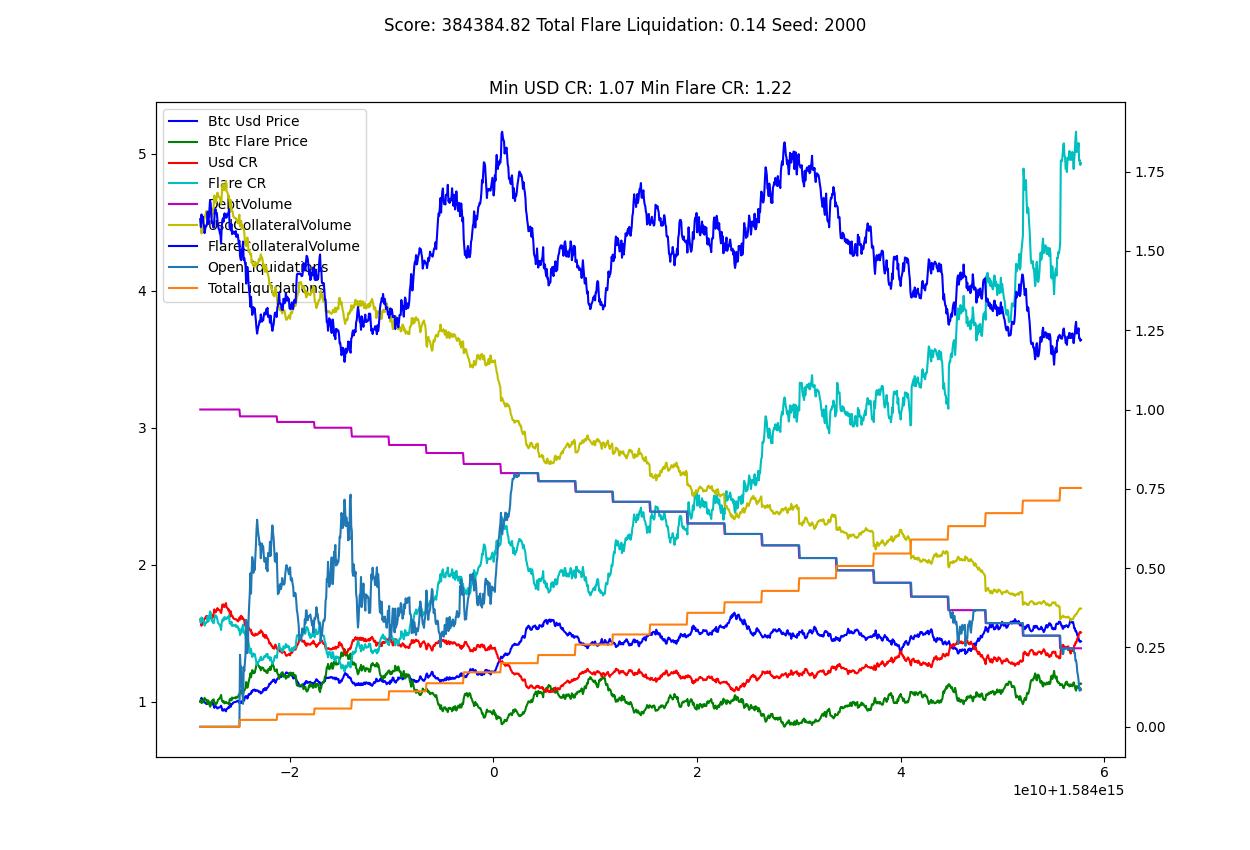 Score: 384384.82 Total Flare Liquidation: 0.14 Seed: 2000
Min USD CR: 1.07 Min Flare CR: 1.22
Btc Usd Price
Btc Flare Price
Usd CR
Flare CR
DebtVolume
UsdCollateralVolume
FlareCollateralVolume
OpenLiquidations
TotalLiquidations
5
4
3
2
1
1.75
1.50
1.25
1.00
0.75
0.50
0.25
0.00
−2
0
2
4
6
1e10+1.584e15